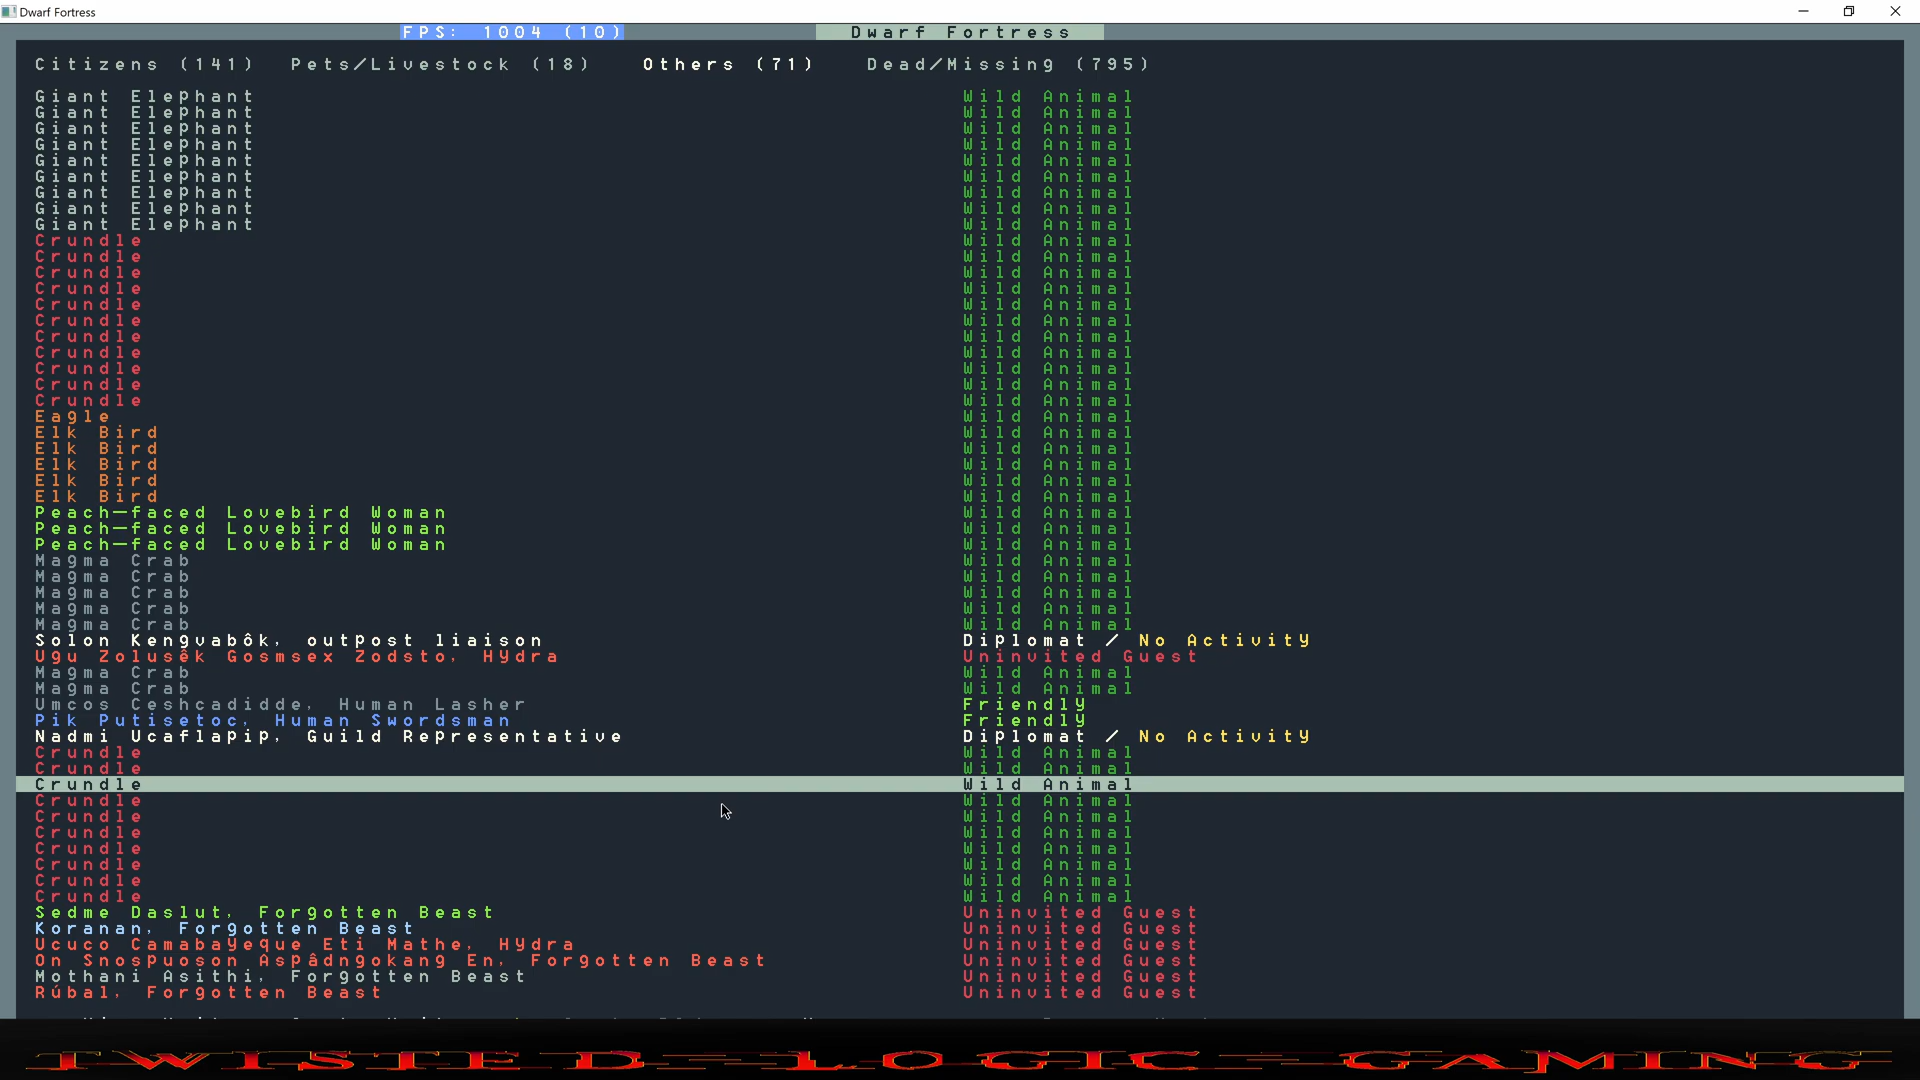 Dwarf Fortress
FPS: 1004 (10) Dwarf Fortress
Citizens (141) Pets/Livestock (18) Others (71) Dead/Missing (795)
Giant Elephant Wild Animal
Giant Elephant Wild Animal
Giant Elephant Wild Animal
Giant Elephant Wild Animal
Giant Elephant Wild Animal
Giant Elephant Wild Animal
Giant Elephant Wild Animal
Giant Elephant Wild Animal
Giant Elephant Wild Animal
Crundle Wild Animal
Crundle Wild Animal
Crundle Wild Animal
Crundle Wild Animal
Crundle Wild Animal
Crundle Wild Animal
Crundle Wild Animal
Crundle Wild Animal
Crundle Wild Animal
Crundle Wild Animal
Crundle Wild Animal
Eagle Wild Animal
Elk Bird Wild Animal
Elk Bird Wild Animal
Elk Bird Wild Animal
Elk Bird Wild Animal
Elk Bird Wild Animal
Peach-faced Lovebird Woman Wild Animal
Peach-faced Lovebird Woman Wild Animal
Peach-faced Lovebird Woman Wild Animal
Magma Crab Wild Animal
Magma Crab Wild Animal
Magma Crab Wild Animal
Magma Crab Wild Animal
Magma Crab Wild Animal
Solon Kengvabôk, outpost liaison Diplomat / No Activity
Ugu Zolusêk Gosmsex Zodsto, Hydra Uninvited Guest
Magma Crab Wild Animal
Magma Crab Wild Animal
Umcos Ceshcadidde, Human Lasher Friendly
Pik Putisetoc, Human Swordsman Friendly
Nadmi Ucaflapip, Guild Representative Diplomat / No Activity
Crundle Wild Animal
Crundle Wild Animal
Crundle Wild Animal
Crundle Wild Animal
Crundle Wild Animal
Crundle Wild Animal
Crundle Wild Animal
Crundle Wild Animal
Crundle Wild Animal
Crundle Wild Animal
Sedme Daslut, Forgotten Beast Uninvited Guest
Koranan, Forgotten Beast Uninvited Guest
Ucuco Camabayeque Eti Mathe, Hydra Uninvited Guest
On Snospuoson Aspâdngokang En, Forgotten Beast Uninvited Guest
Mothani Asithi, Forgotten Beast Uninvited Guest
Rúbal, Forgotten Beast Uninvited Guest
TWISTED-LOGIC-GAMING